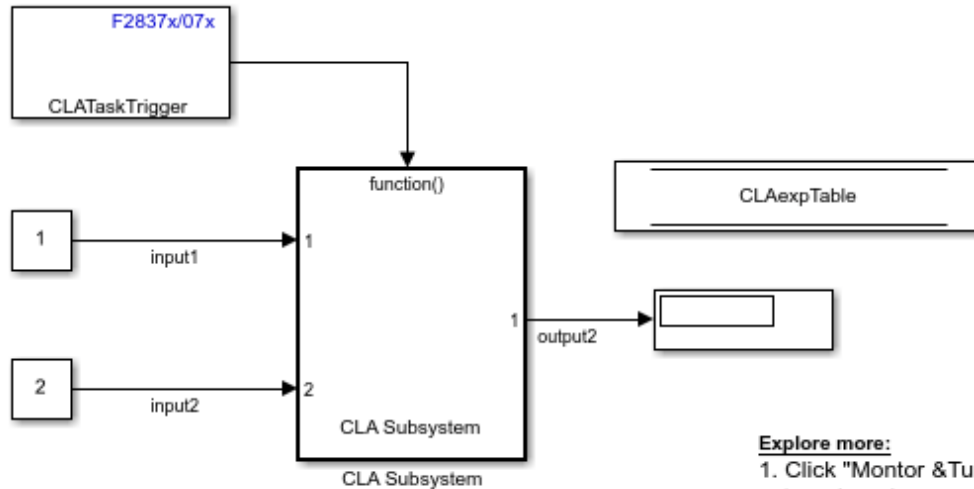 F2837x/07x
CLATaskTrigger
function()
CLAexpTable
1
input1
1
1
output2
2
input2
2
CLA Subsystem
CLA Subsystem
Explore more:
1. Click "Montor &Tu